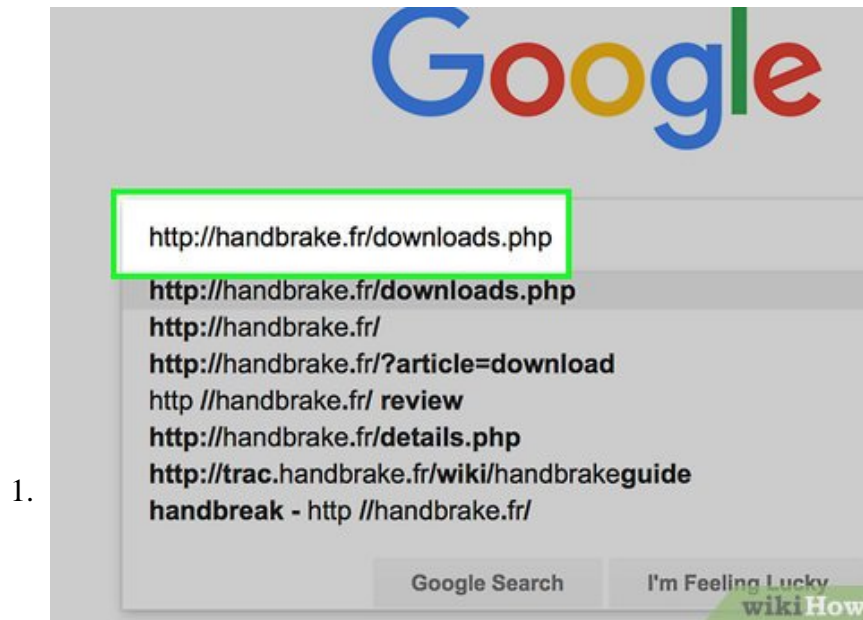 Google
http://handbrake.fr/downloads.php
http://handbrake.fr/downloads.php
http://handbrake.fr/
http://handbrake.fr/?article=download
http //handbrake.fr/ review
http://handbrake.fr/details.php
http://trac.handbrake.fr/wiki/handbrakeguide
1.
handbreak - http //handbrake.fr/
Google Search I'm Feeling Lucky
wikiHow